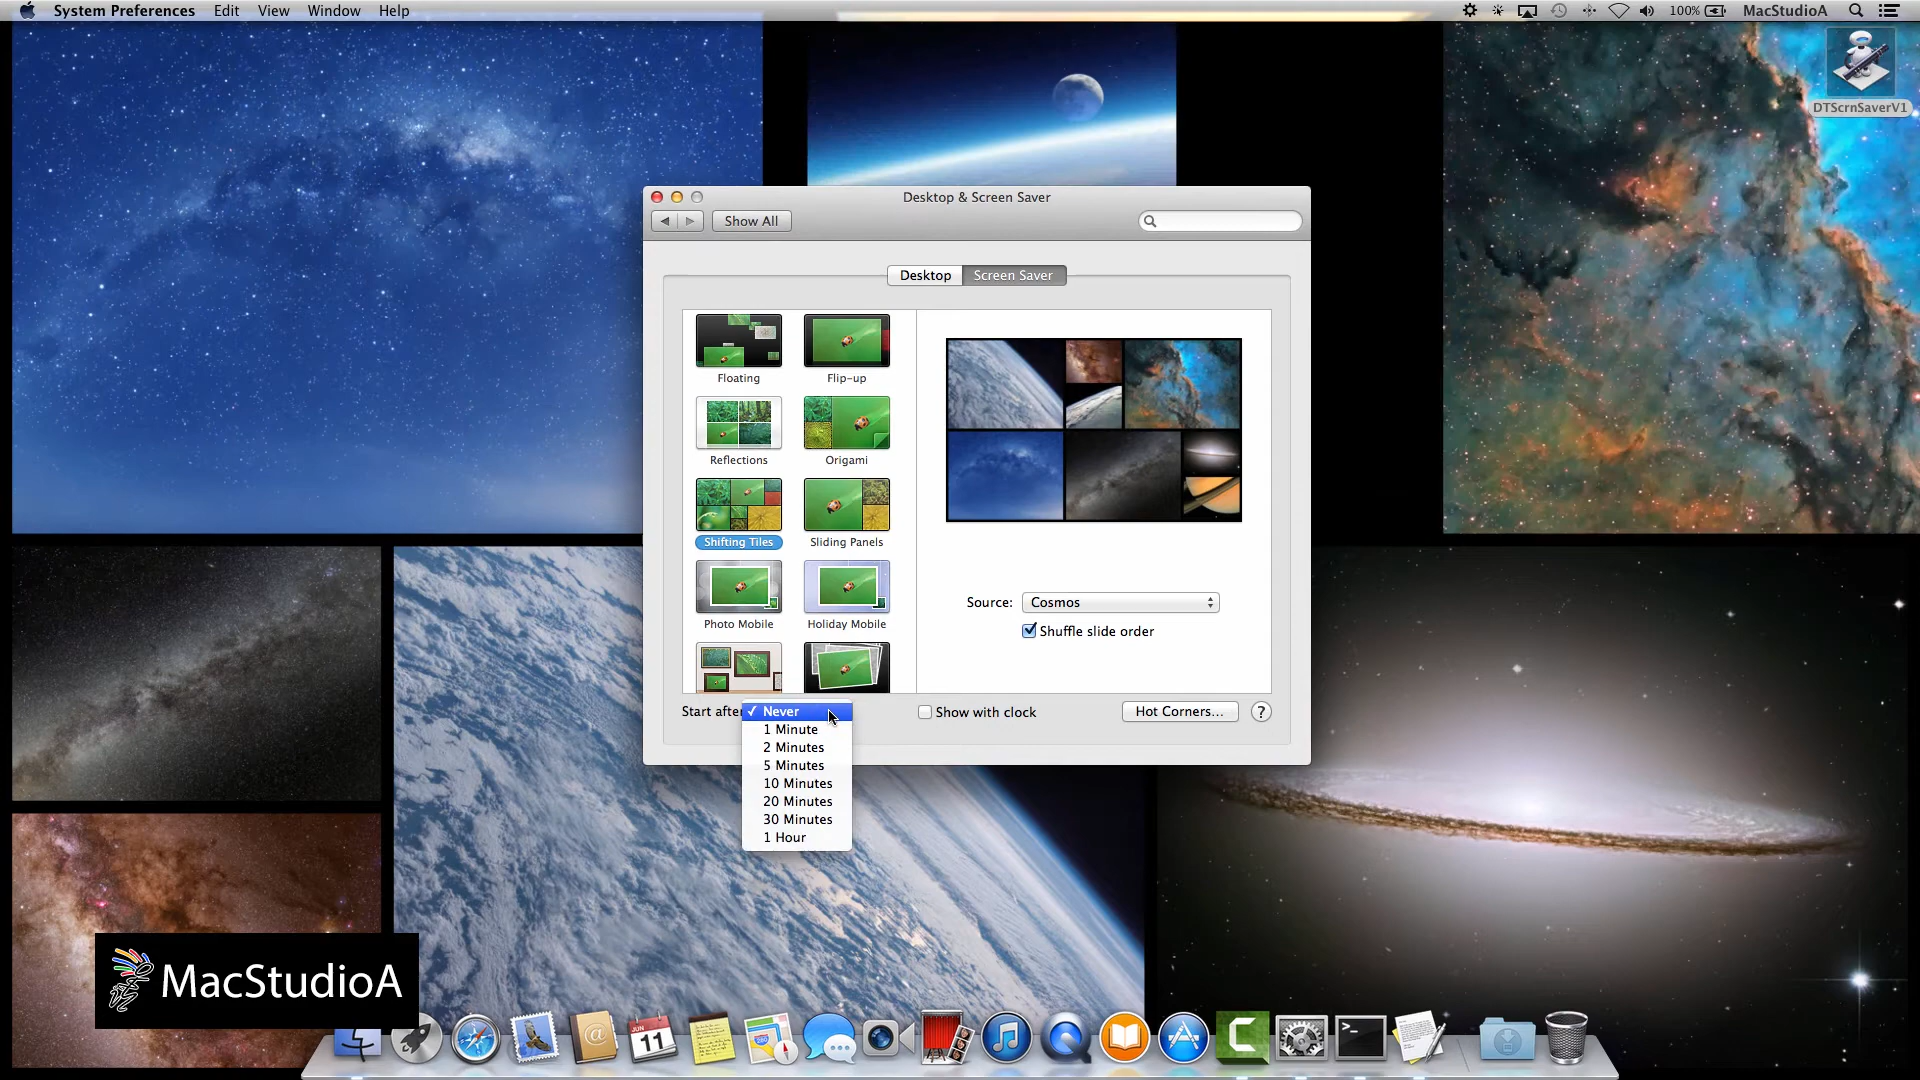 System Preferences Edit View Window Help
100% MacStudioA
DTScrnSaverV1
Desktop & Screen Saver
Show All
Desktop Screen Saver
Floating Flip-up
Reflections Origami
Shifting Tiles Sliding Panels
Photo Mobile Holiday Mobile
Source: Cosmos
Shuffle slide order
Start after ✓ Never
Show with clock
Hot Corners... ?
1 Minute
2 Minutes
5 Minutes
10 Minutes
20 Minutes
30 Minutes
1 Hour
MacStudioA
JUN
11